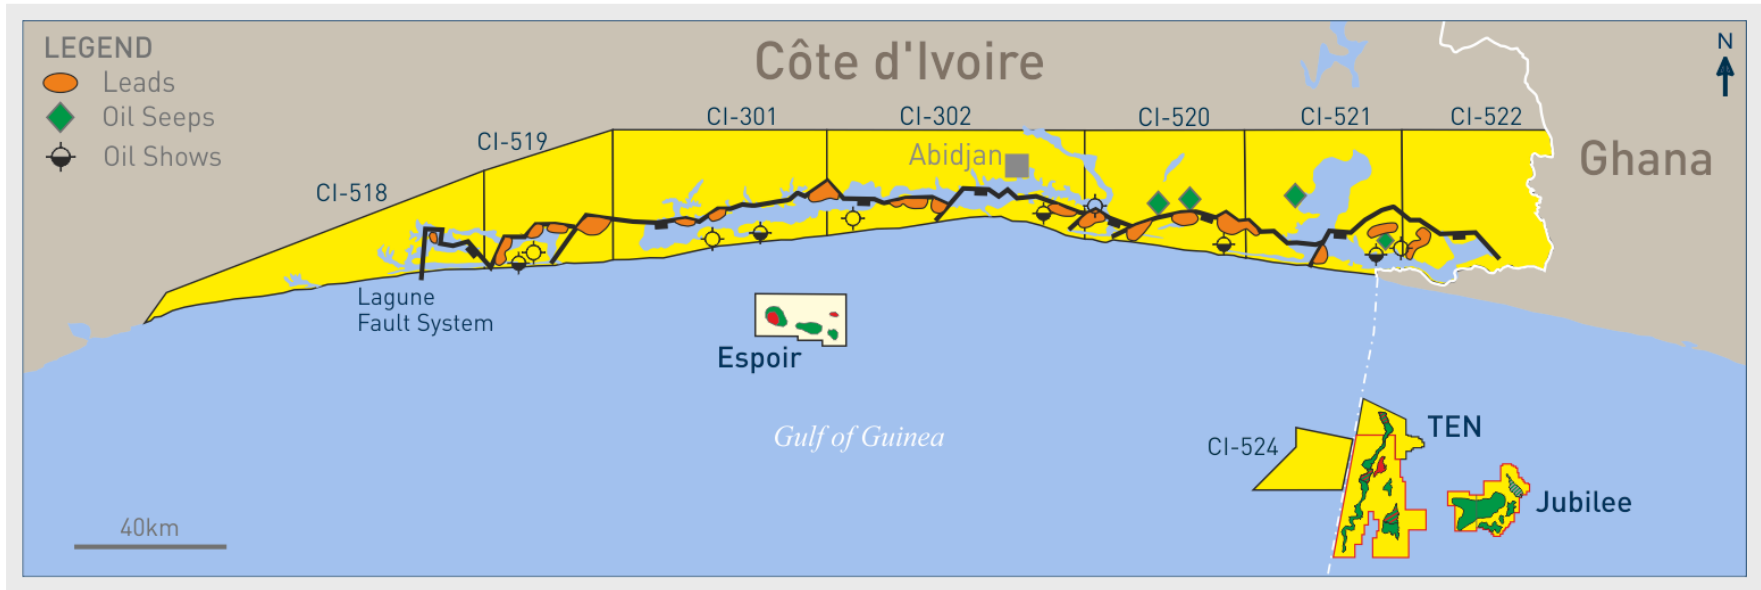 LEGEND
Leads
Oil Seeps
Oil Shows
Côte d'Ivoire
N
CI-518
CI-519
CI-301
CI-302
CI-520
CI-521
CI-522
Abidjan
Ghana
Lagune
Fault System
Espoir
Gulf of Guinea
CI-524
TEN
Jubilee
40km